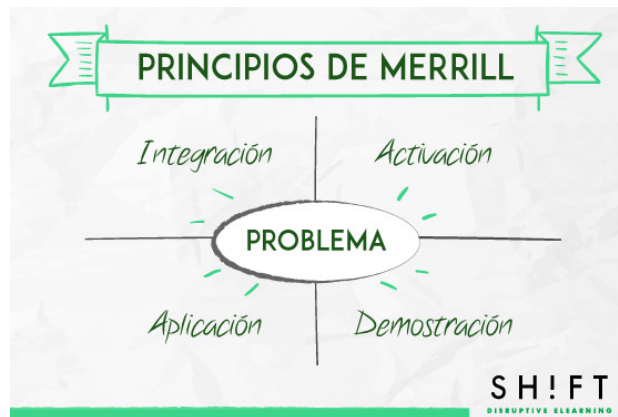 PRINCIPIOS DE MERRILL
Integración
Activación
PROBLEMA
Aplicación
Demostración
SH!FT
DISRUPTIVE ELEARNING